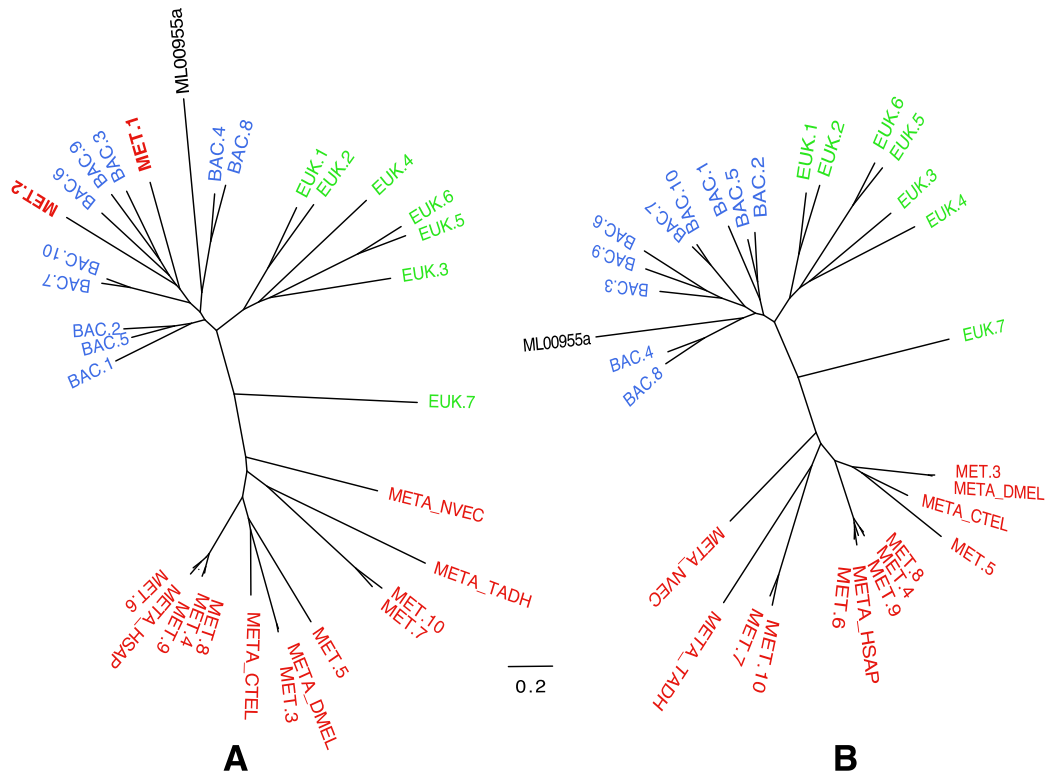 ML00955a
BAC.4
BAC.8
MET.1
BAC.3
BAC.9
BAC.6
MET.2
BAC.10
BAC.7
BAC.2
BAC.5
BAC.1
EUK.1
EUK.2
EUK.4
EUK.6
EUK.5
EUK.3
EUK.7
META_NVEC
META_TADH
MET.10
MET.7
MET.5
META_DMEL
MET.3
META_CTEL
MET.8
MET.4
MET.9
META_HSAP
MET.6
A
0.2
EUK.1
EUK.2
EUK.6
EUK.5
EUK.3
EUK.4
EUK.7
BAC.2
BAC.5
BAC.1
BAC.10
BAC.7
BAC.6
BAC.9
BAC.3
ML00955a
BAC.4
BAC.8
MET.3
META_DMEL
META_CTEL
MET.5
MET.8
MET.4
MET.9
META_HSAP
MET.6
MET.10
MET.7
META_TADH
META_NVEC
B